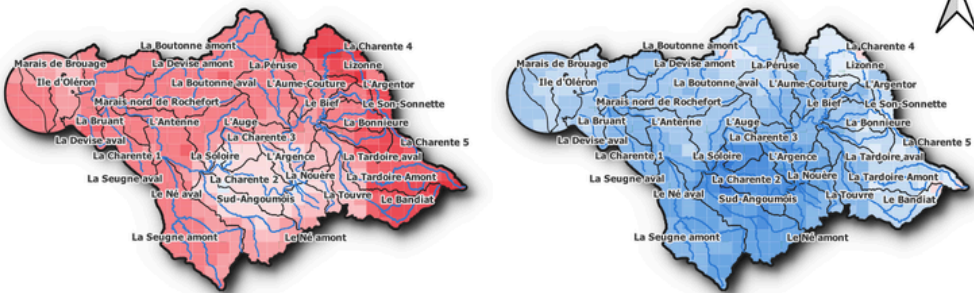 La Boutonne amont
La Charente 4
Marais de Brouage
La Devise amont
La Péruse
Lizonne
Ile d'Oléron
La Boutonne aval
L'Aume-Couture
L'Argentor
Marais nord de Rochefort
Le Bief
Le Son-Sonnette
La Bruant
L'Antenne
L'Auge
La Bonnieure
La Devise aval
La Charente 3
La Charente 5
La Charente 1
La Soloire
L'Argence
La Tardoire aval
La Seugne aval
La Charente 2
La Nouère
La Tardoire Amont
Le Né aval
Sud-Angoumois
La Touvre
Le Bandiat
La Seugne amont
Le Né amont
La Boutonne amont
La Charente 4
Marais de Brouage
La Devise amont
La Péruse
Lizonne
Ile d'Oléron
La Boutonne aval
L'Aume-Couture
L'Argentor
Marais nord de Rochefort
Le Bief
Le Son-Sonnette
La Bruant
L'Antenne
L'Auge
La Bonnieure
La Devise aval
La Charente 3
La Charente 5
La Charente 1
La Soloire
L'Argence
La Tardoire aval
La Seugne aval
La Charente 2
La Nouère
La Tardoire Amont
Le Né aval
Sud-Angoumois
La Touvre
Le Bandiat
La Seugne amont
Le Né amont